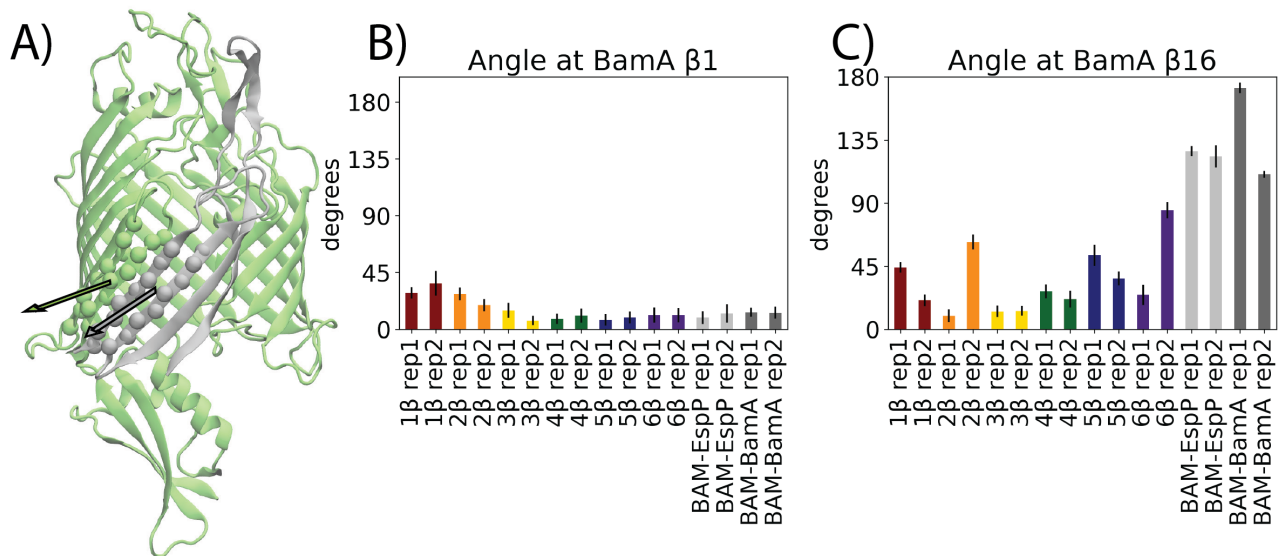 A)
B)
Angle at BamA β1
degrees
180
135
90
45
0
1β rep1
1β rep2
2β rep1
2β rep2
3β rep1
3β rep2
4β rep1
4β rep2
5β rep1
5β rep2
6β rep1
6β rep2
BAM-EspP rep1
BAM-EspP rep2
BAM-BamA rep1
BAM-BamA rep2
C)
Angle at BamA β16
degrees
180
135
90
45
0
1β rep1
1β rep2
2β rep1
2β rep2
3β rep1
3β rep2
4β rep1
4β rep2
5β rep1
5β rep2
6β rep1
6β rep2
BAM-EspP rep1
BAM-EspP rep2
BAM-BamA rep1
BAM-BamA rep2